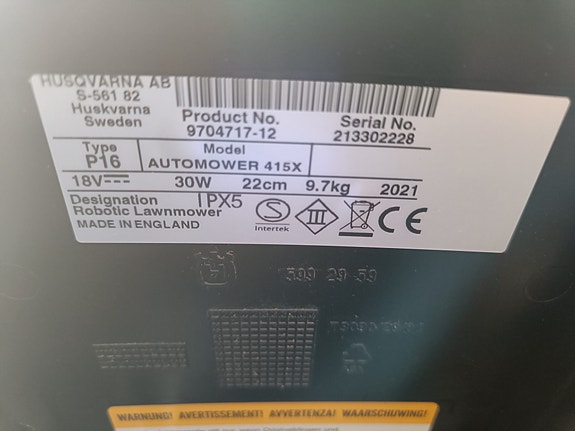 HUSQVARNA AB
S-561 82
Huskvarna
Sweden
Product No.
9704717-12
Serial No.
213302228
Type
P16
Model
AUTOMOWER 415X
18V 30W 22cm 9.7kg 2021
Designation
Robotic Lawnmower
IPX5
MADE IN ENGLAND
S
Intertek
III
CE
599 29 59
WARNUNG! AVERTISSEMENT! AVVERTENZA! WAARSCHUWING!